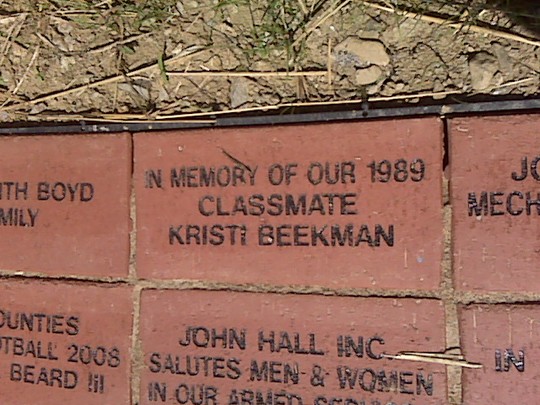 ITH BOYD
MILY
IN MEMORY OF OUR 1989
CLASSMATE
KRISTI BEEKMAN
JO
MECH
OUNTIES
OTBALL 2008
BEARD III
JOHN HALL INC
SALUTES MEN & WOMEN
IN OUR ARMED
IN